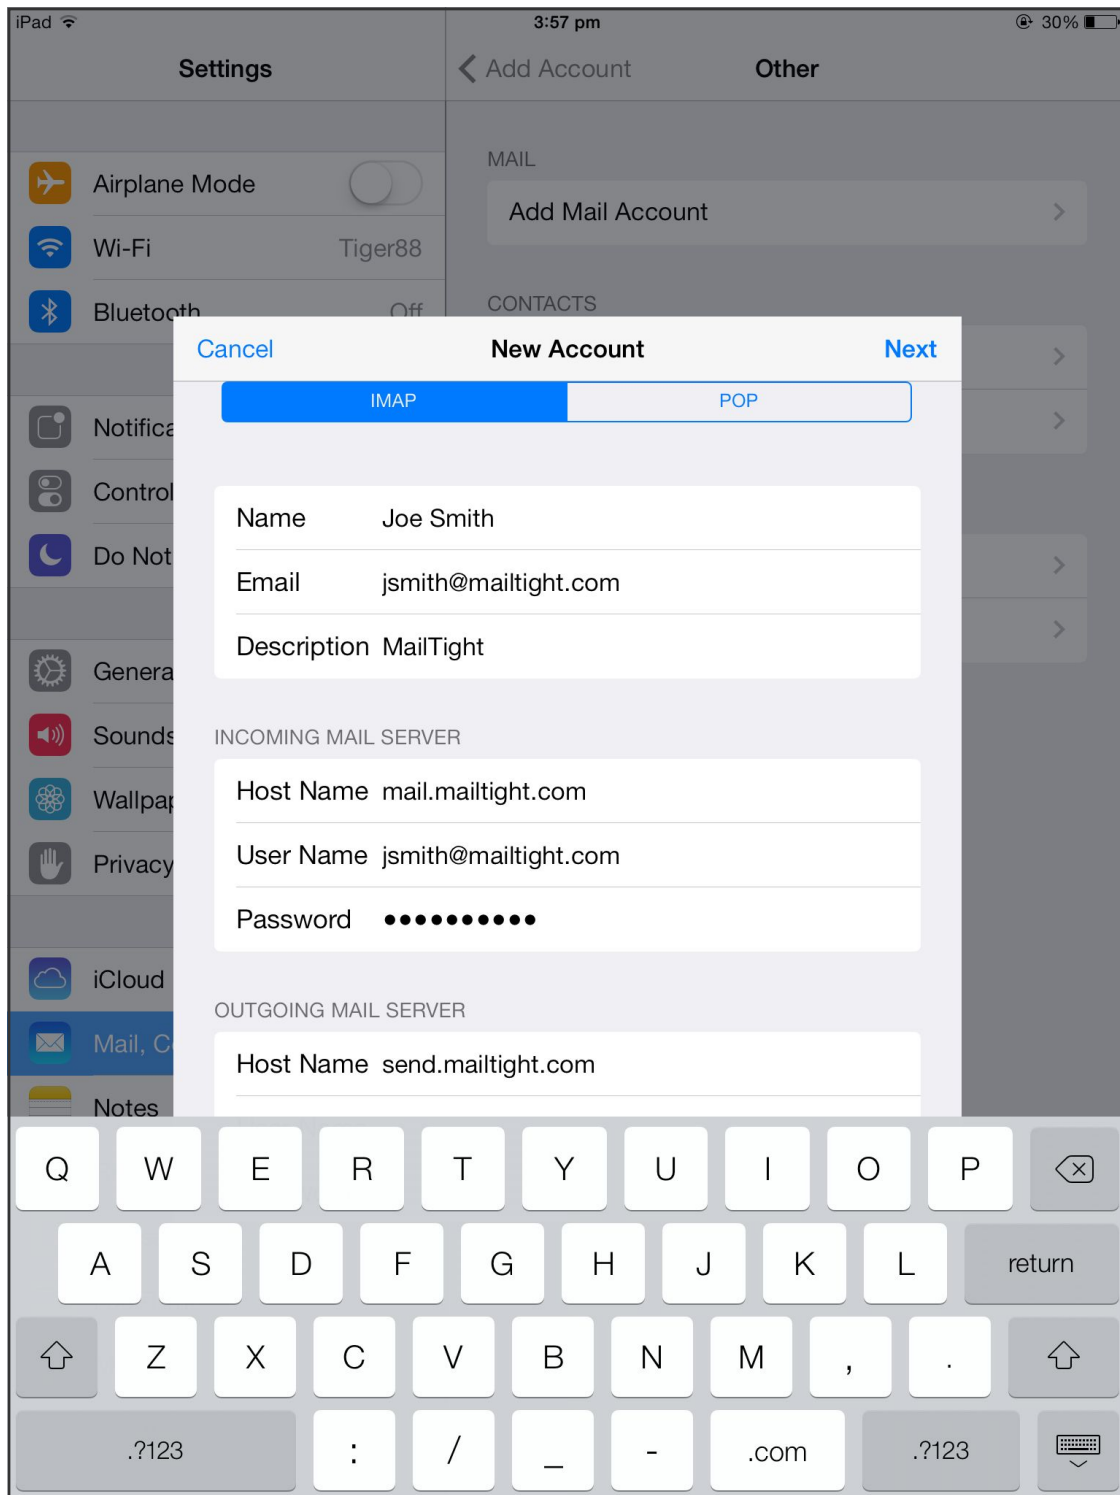 iPad 3:57 pm 30%
Settings
Add Account Other
MAIL
Airplane Mode
Add Mail Account
Wi-Fi Tiger88
CONTACTS
Bluetooth Off
Cancel New Account Next
IMAP POP
Notifica
Control
Do Not
Genera
Sounds
Wallpap
Privacy
iCloud
Mail, C
Notes
Name Joe Smith
Email jsmith@mailtight.com
Description MailTight
INCOMING MAIL SERVER
Host Name mail.mailtight.com
User Name jsmith@mailtight.com
Password ••••••••••
OUTGOING MAIL SERVER
Host Name send.mailtight.com
Q W E R T Y U I O P
A S D F G H J K L return
Z X C V B N M , .
.?123 : / _ - .com .?123